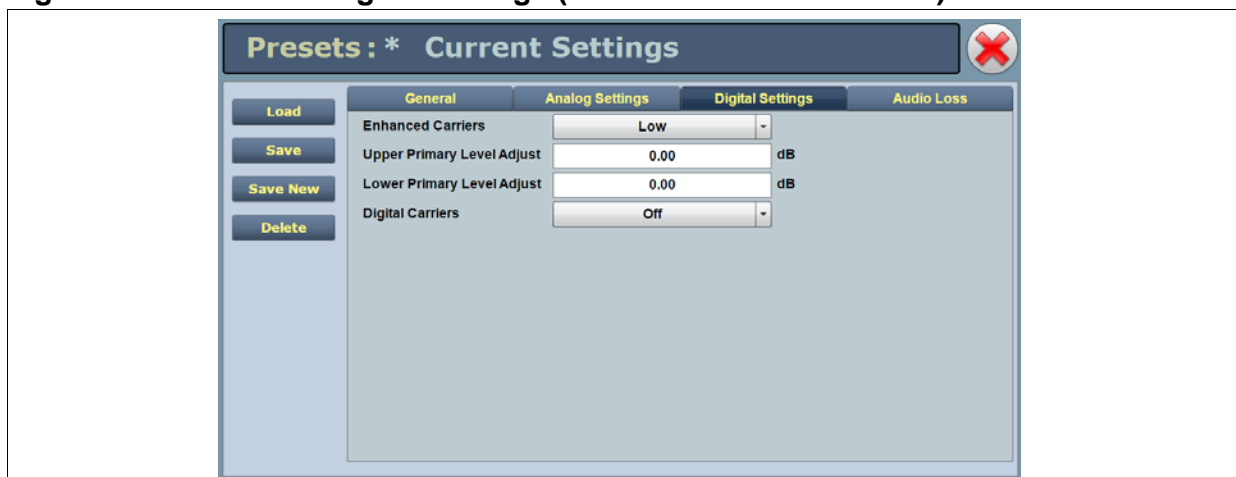 Presets : * Current Settings
General Analog Settings Digital Settings Audio Loss
Load
Save
Save New
Delete
Enhanced Carriers Low
Upper Primary Level Adjust 0.00 dB
Lower Primary Level Adjust 0.00 dB
Digital Carriers Off